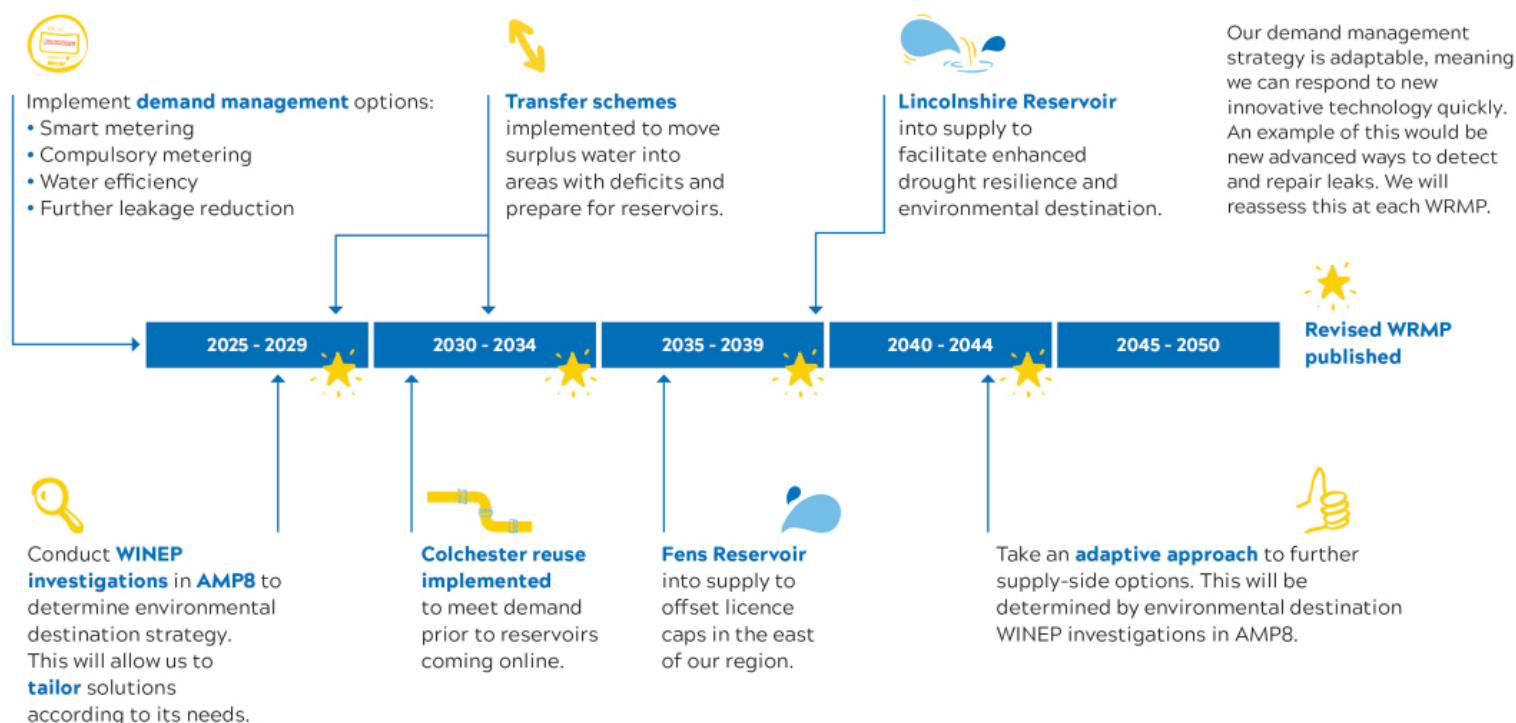 Implement demand management options:
• Smart metering
• Compulsory metering
• Water efficiency
• Further leakage reduction
Transfer schemes
implemented to move
surplus water into
areas with deficits and
prepare for reservoirs.
Lincolnshire Reservoir
into supply to
facilitate enhanced
drought resilience and
environmental destination.
Our demand management
strategy is adaptable, meaning
we can respond to new
innovative technology quickly.
An example of this would be
new advanced ways to detect
and repair leaks. We will
reassess this at each WRMP.
2025 - 2029
2030 - 2034
2035 - 2039
2040 - 2044
2045 - 2050
Revised WRMP
published
Conduct WINEP
investigations in AMP8 to
determine environmental
destination strategy.
This will allow us to
tailor solutions
according to its needs.
Colchester reuse
implemented
to meet demand
prior to reservoirs
coming online.
Fens Reservoir
into supply to
offset licence
caps in the east
of our region.
Take an adaptive approach to further
supply-side options. This will be
determined by environmental destination
WINEP investigations in AMP8.